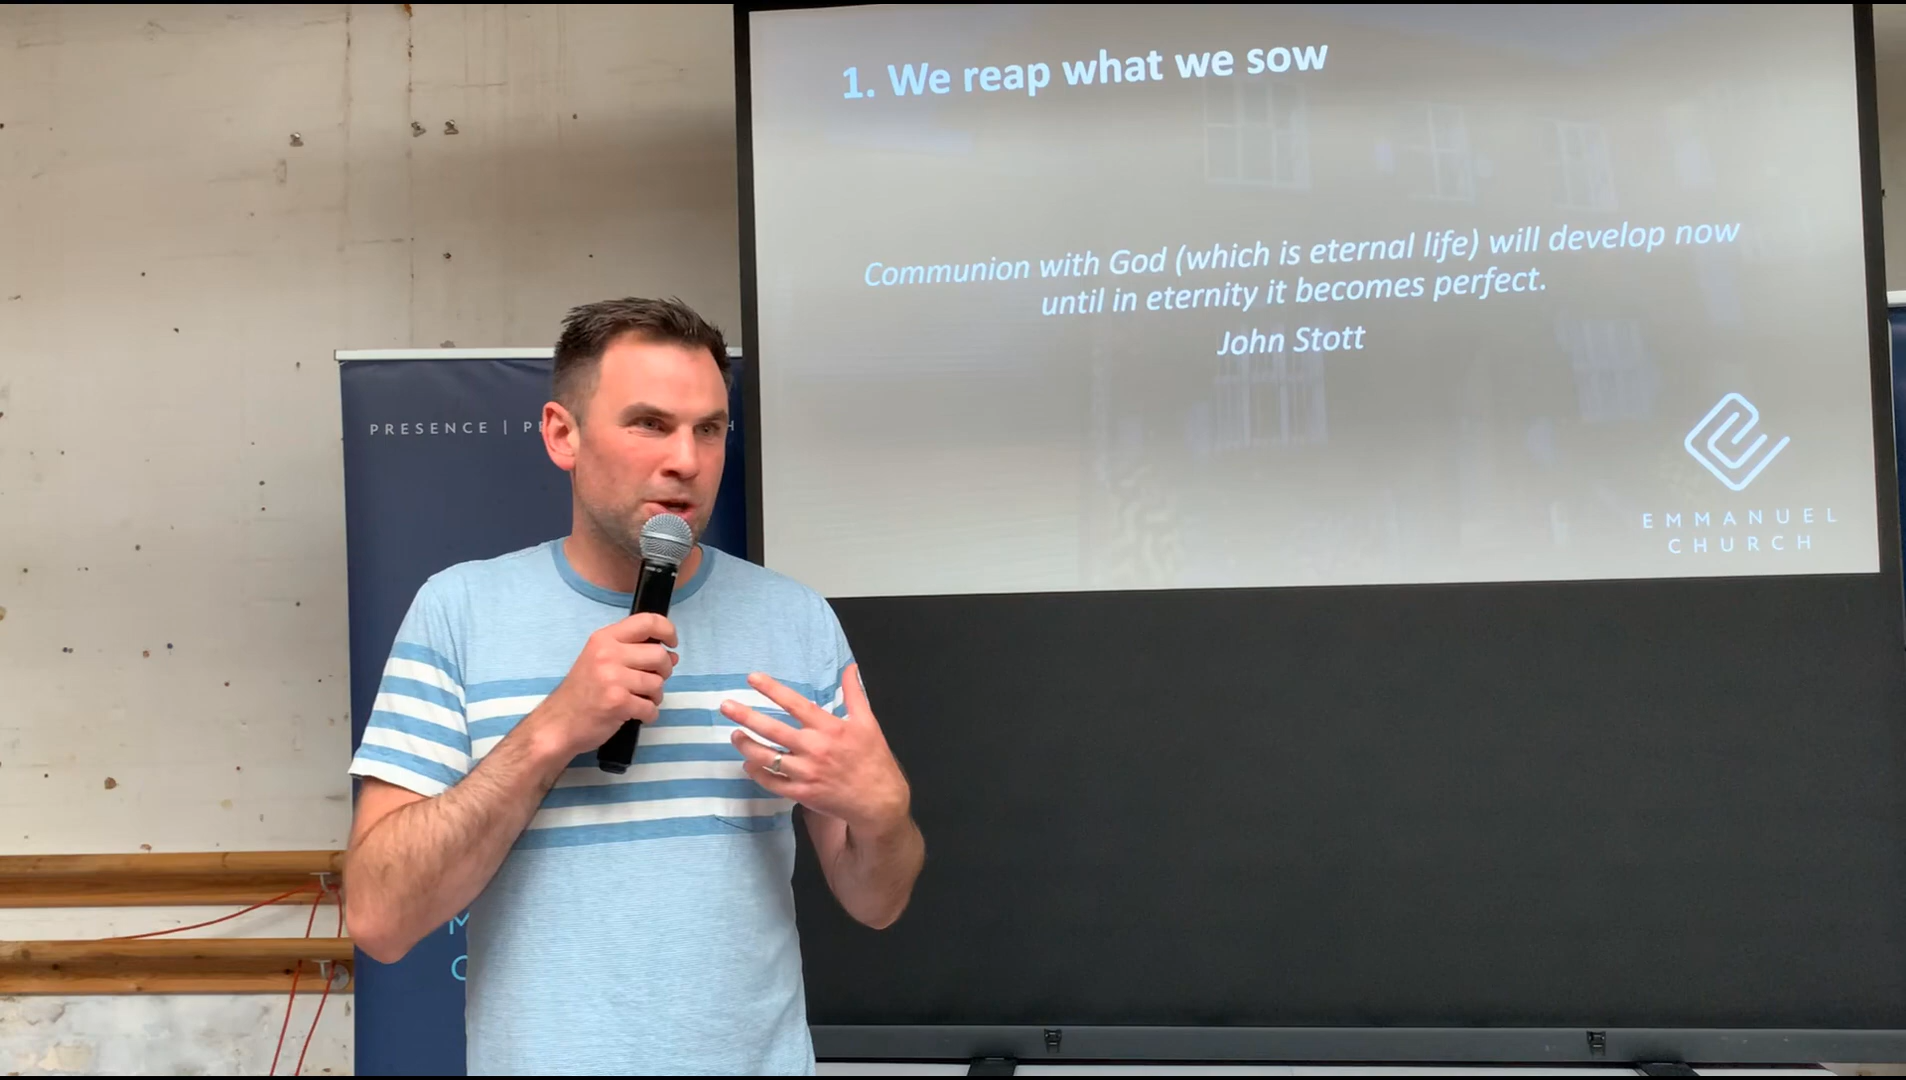 1. We reap what we sow
Communion with God (which is eternal life) will develop now
until in eternity it becomes perfect.
John Stott
EMMANUEL
CHURCH
PRESENCE |